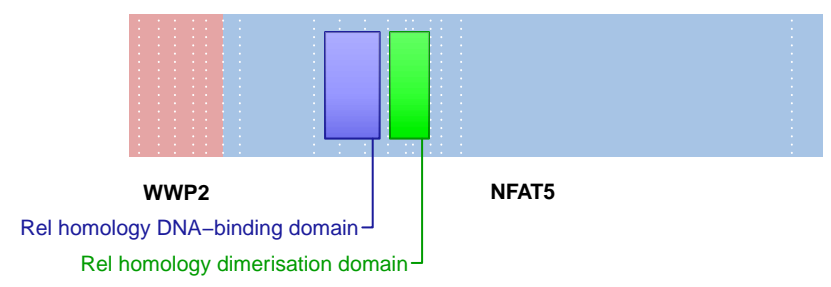 WWP2 NFAT5
Rel homology DNA−binding domain
Rel homology dimerisation domain